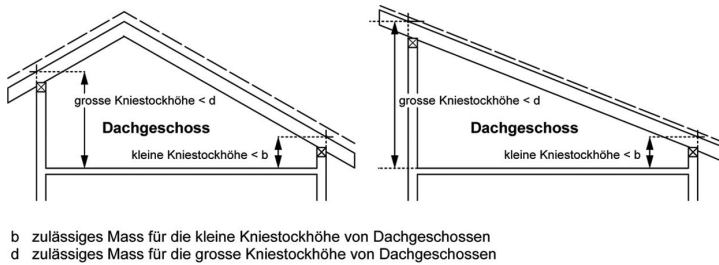 grosse Kniestockhöhe < d
Dachgeschoss
kleine Kniestockhöhe < b
grosse Kniestockhöhe < d
Dachgeschoss
kleine Kniestockhöhe < b
b zulässiges Mass für die kleine Kniestockhöhe von Dachgeschossen
d zulässiges Mass für die grosse Kniestockhöhe von Dachgeschossen